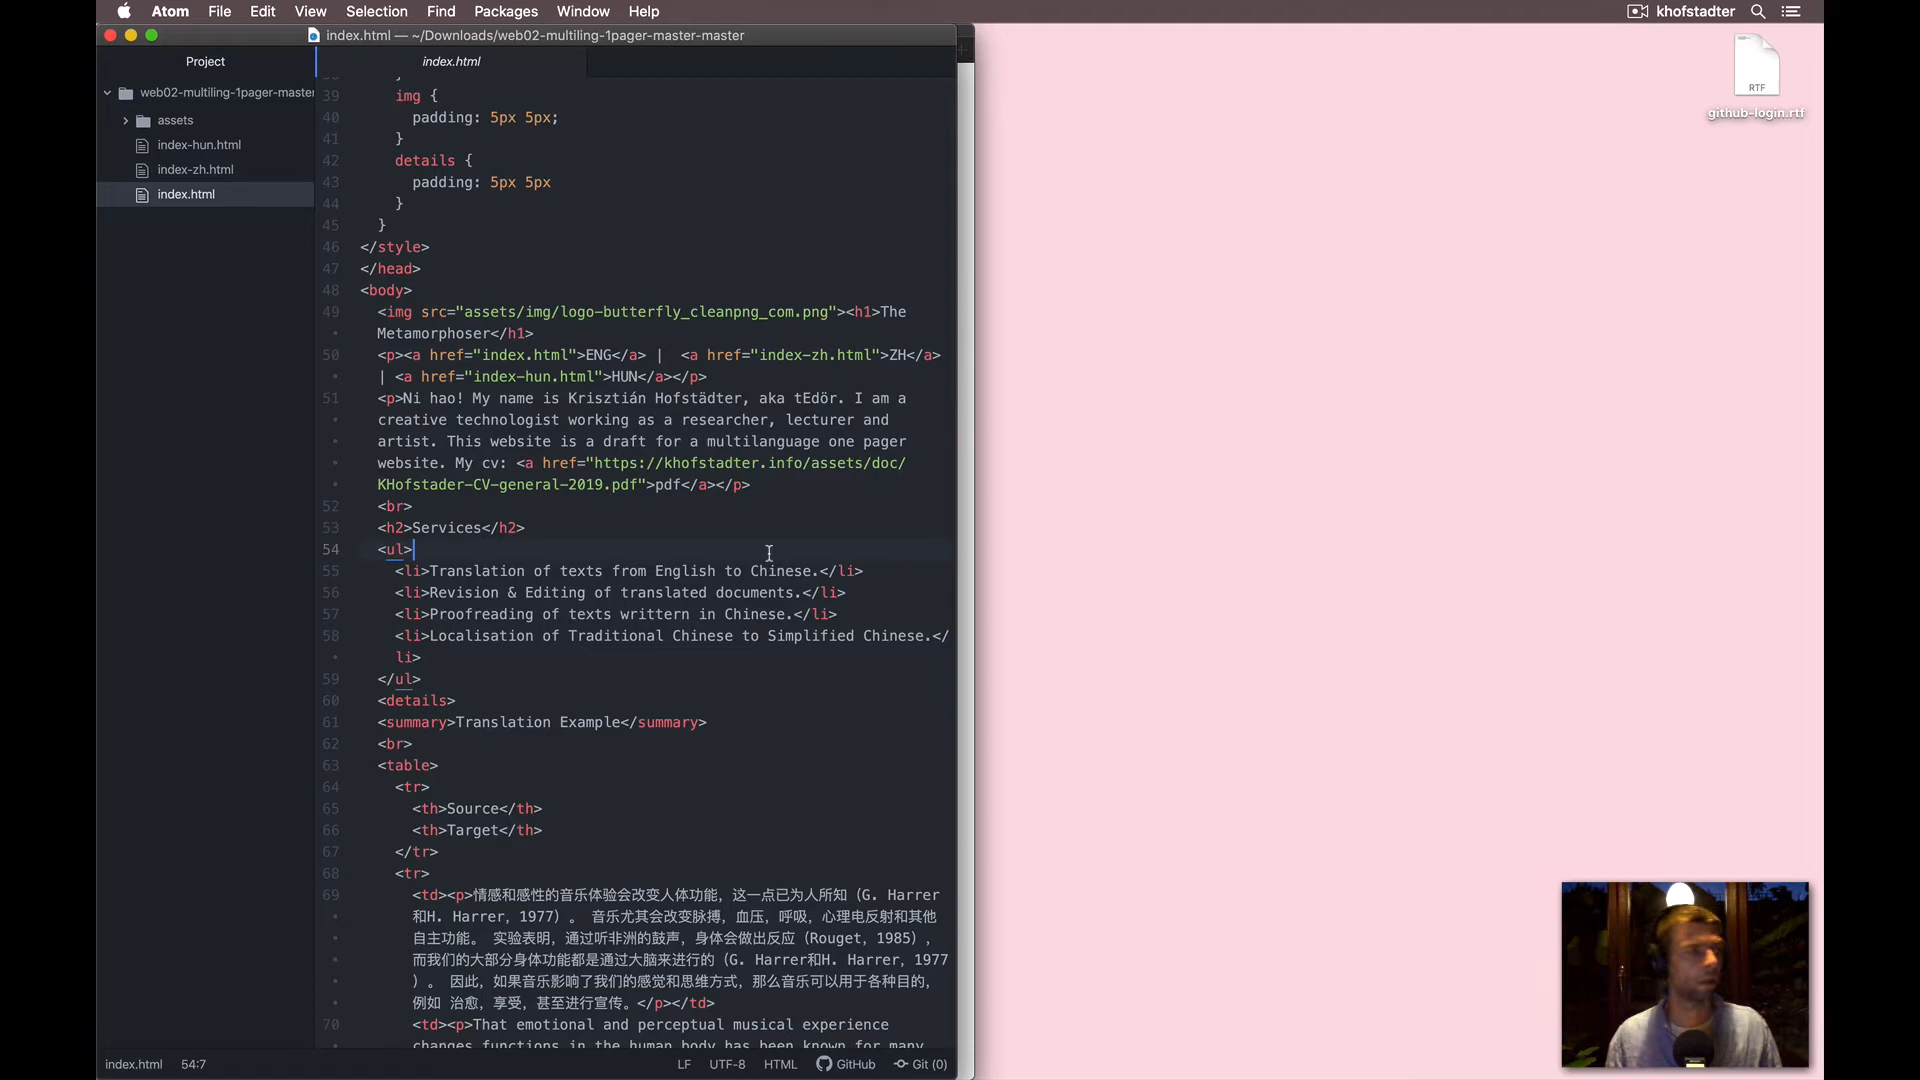 Atom File Edit View Selection Find Packages Window Help
khofstadter
index.html — ~/Downloads/web02-multiling-1pager-master-master
RTF
github-login.rtf
Project
web02-multiling-1pager-master
assets
index-hun.html
index-zh.html
index.html
index.html
39 img {
40 padding: 5px 5px;
41 }
42 details {
43 padding: 5px 5px
44 }
45 }
46 </style>
47 </head>
48 <body>
49 <img src="assets/img/logo-butterfly_cleanpng_com.png"><h1>The
Metamorphoser</h1>
50 <p><a href="index.html">ENG</a> |  <a href="index-zh.html">ZH</a>
| <a href="index-hun.html">HUN</a></p>
51 <p>Ni hao! My name is Krisztián Hofstädter, aka tEdör. I am a
creative technologist working as a researcher, lecturer and
artist. This website is a draft for a multilanguage one pager
website. My cv: <a href="https://khofstadter.info/assets/doc/
KHofstader-CV-general-2019.pdf">pdf</a></p>
52 <br>
53 <h2>Services</h2>
54 <ul>
55 <li>Translation of texts from English to Chinese.</li>
56 <li>Revision & Editing of translated documents.</li>
57 <li>Proofreading of texts writtern in Chinese.</li>
58 <li>Localisation of Traditional Chinese to Simplified Chinese.</
li>
59 </ul>
60 <details>
61 <summary>Translation Example</summary>
62 <br>
63 <table>
64 <tr>
65 <th>Source</th>
66 <th>Target</th>
67 </tr>
68 <tr>
69 <td><p>情感和感性的音乐体验会改变人体功能，这一点已为人所知（G. Harrer
和H. Harrer，1977）。 音乐尤其会改变脉搏，血压，呼吸，心理电反射和其他
自主功能。 实验表明，通过听非洲的鼓声，身体会做出反应（Rouget，1985），
而我们的大部分身体功能都是通过大脑来进行的（G. Harrer和H. Harrer，1977
）。 因此，如果音乐影响了我们的感觉和思维方式，那么音乐可以用于各种目的，
例如 治愈，享受，甚至进行宣传。</p></td>
70 <td><p>That emotional and perceptual musical experience
changes functions in the human body has been known for many
index.html 54:7 LF UTF-8 HTML GitHub Git (0)